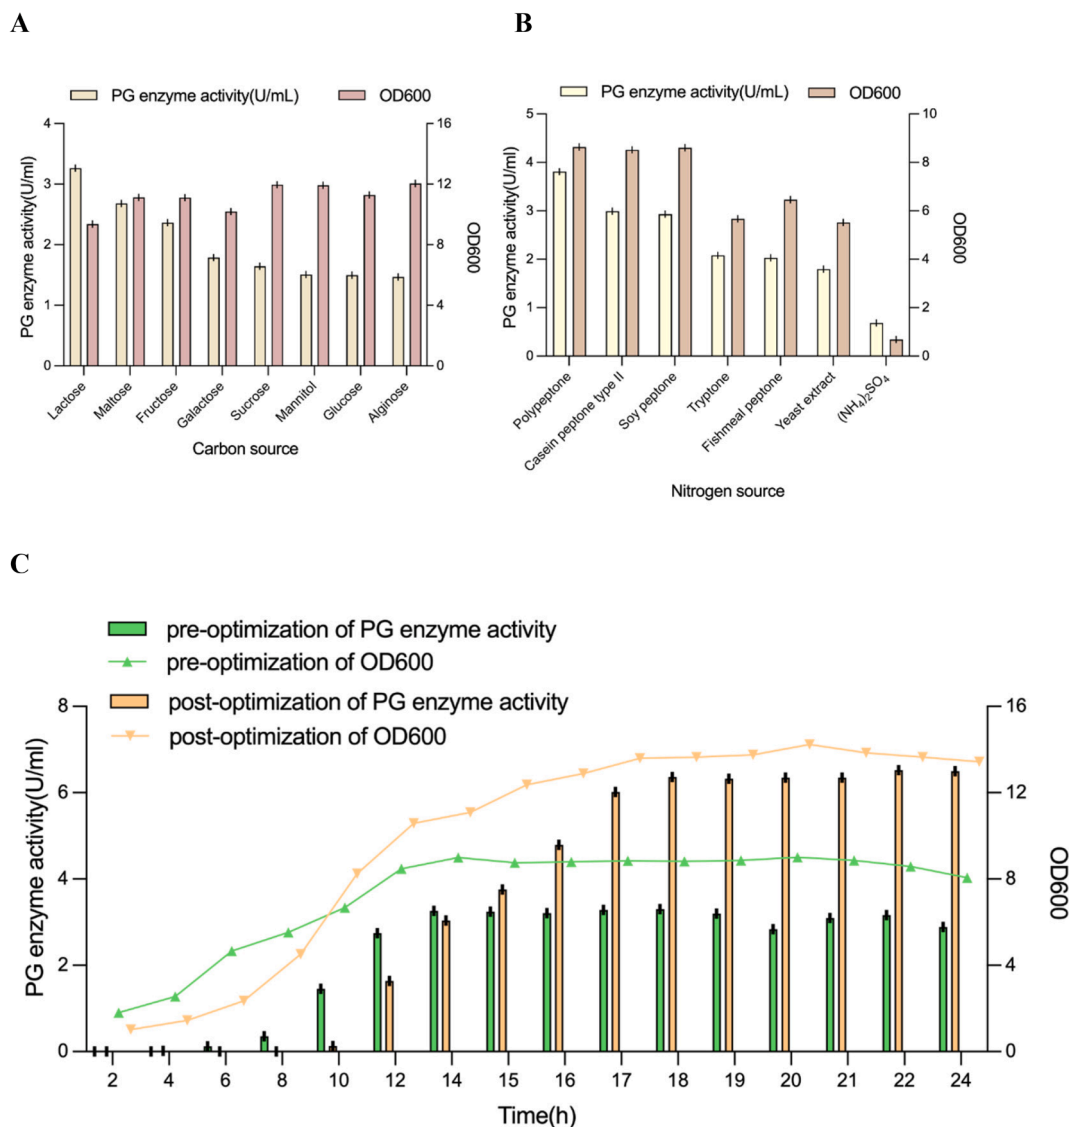 A
PG enzyme activity(U/mL)
OD600
4
3
2
1
0
16
12
8
4
0
PG enzyme activity(U/ml)
OD600
Lactose
Maltose
Fructose
Galactose
Sucrose
Mannitol
Glucose
Alginose
Carbon source
B
PG enzyme activity(U/mL)
OD600
5
4
3
2
1
0
10
8
6
4
2
0
PG enzyme activity(U/ml)
OD600
Polypeptone
Casein peptone type II
Soy peptone
Tryptone
Fishmeal peptone
Yeast extract
(NH₄)₂SO₄
Nitrogen source
C
pre-optimization of PG enzyme activity
pre-optimization of OD600
post-optimization of PG enzyme activity
post-optimization of OD600
8
6
4
2
0
16
12
8
4
0
PG enzyme activity(U/ml)
OD600
2 4 6 8 10 12 14 15 16 17 18 19 20 21 22 24
Time(h)